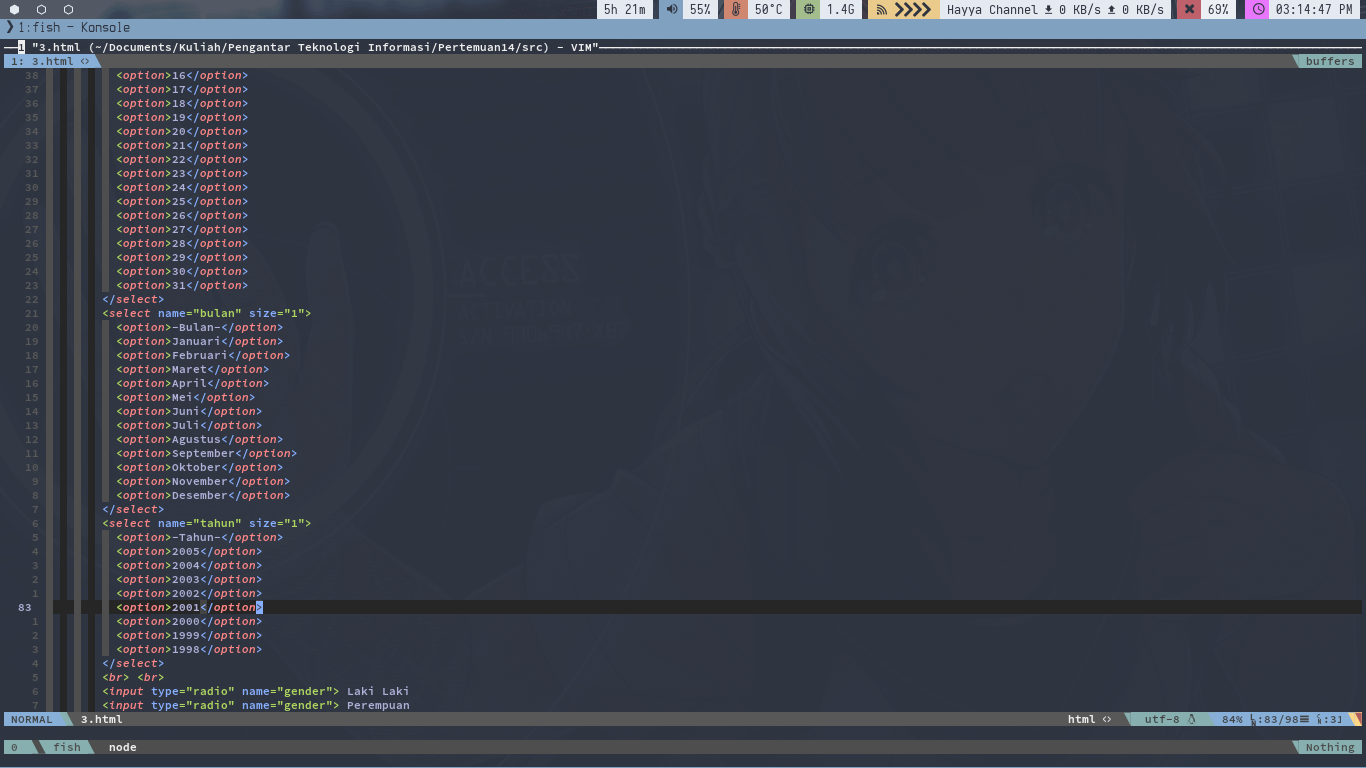 5h 21m 55% 50°C 1.4G Hayya Channel 0 KB/s 0 KB/s 69% 03:14:47 PM
1:fish — Konsole
1 "3.html (~/Documents/Kuliah/Pengantar Teknologi Informasi/Pertemuan14/src) - VIM"
1: 3.html <> buffers
38 <option>16</option>
37 <option>17</option>
36 <option>18</option>
35 <option>19</option>
34 <option>20</option>
33 <option>21</option>
32 <option>22</option>
31 <option>23</option>
30 <option>24</option>
29 <option>25</option>
28 <option>26</option>
27 <option>27</option>
26 <option>28</option>
25 <option>29</option>
24 <option>30</option>
23 <option>31</option>
22 </select>
21 <select name="bulan" size="1">
20 <option>-Bulan-</option>
19 <option>Januari</option>
18 <option>Februari</option>
17 <option>Maret</option>
16 <option>April</option>
15 <option>Mei</option>
14 <option>Juni</option>
13 <option>Juli</option>
12 <option>Agustus</option>
11 <option>September</option>
10 <option>Oktober</option>
9 <option>November</option>
8 <option>Desember</option>
7 </select>
6 <select name="tahun" size="1">
5 <option>-Tahun-</option>
4 <option>2005</option>
3 <option>2004</option>
2 <option>2003</option>
1 <option>2002</option>
83 <option>2001</option>
1 <option>2000</option>
2 <option>1999</option>
3 <option>1998</option>
4 </select>
5 <br> <br>
6 <input type="radio" name="gender"> Laki Laki
7 <input type="radio" name="gender"> Perempuan
NORMAL 3.html html <> utf-8 84% :83/98 :31
0 fish node Nothing
ACCESS